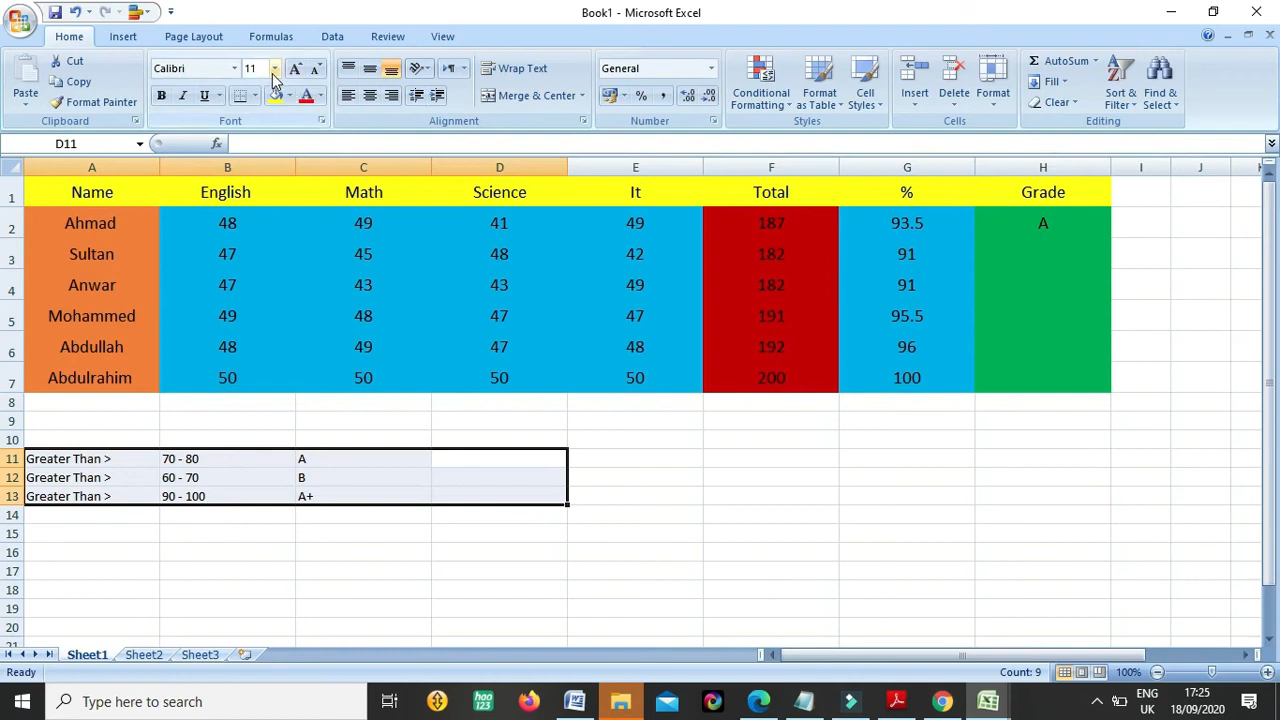 Book1 - Microsoft Excel
Home Insert Page Layout Formulas Data Review View
Paste
Cut
Copy
Format Painter
Calibri 11
B I U
Wrap Text
Merge & Center
General
% ,
Conditional Formatting
Format as Table
Cell Styles
Insert Delete Format
Σ AutoSum
Fill
Clear
Sort & Filter
Find & Select
Clipboard Font Alignment Number Styles Cells Editing
D11 fx
A B C D E F G H I J
1 Name English Math Science It Total % Grade
2 Ahmad 48 49 41 49 187 93.5 A
3 Sultan 47 45 48 42 182 91
4 Anwar 47 43 43 49 182 91
5 Mohammed 49 48 47 47 191 95.5
6 Abdullah 48 49 47 48 192 96
7 Abdulrahim 50 50 50 50 200 100
8
9
10
11 Greater Than > 70 - 80 A
12 Greater Than > 60 - 70 B
13 Greater Than > 90 - 100 A+
14
15
16
17
18
19
20
21
Sheet1 Sheet2 Sheet3
Ready Count: 9 100%
Type here to search
hao 123
ENG 17:25
UK 18/09/2020